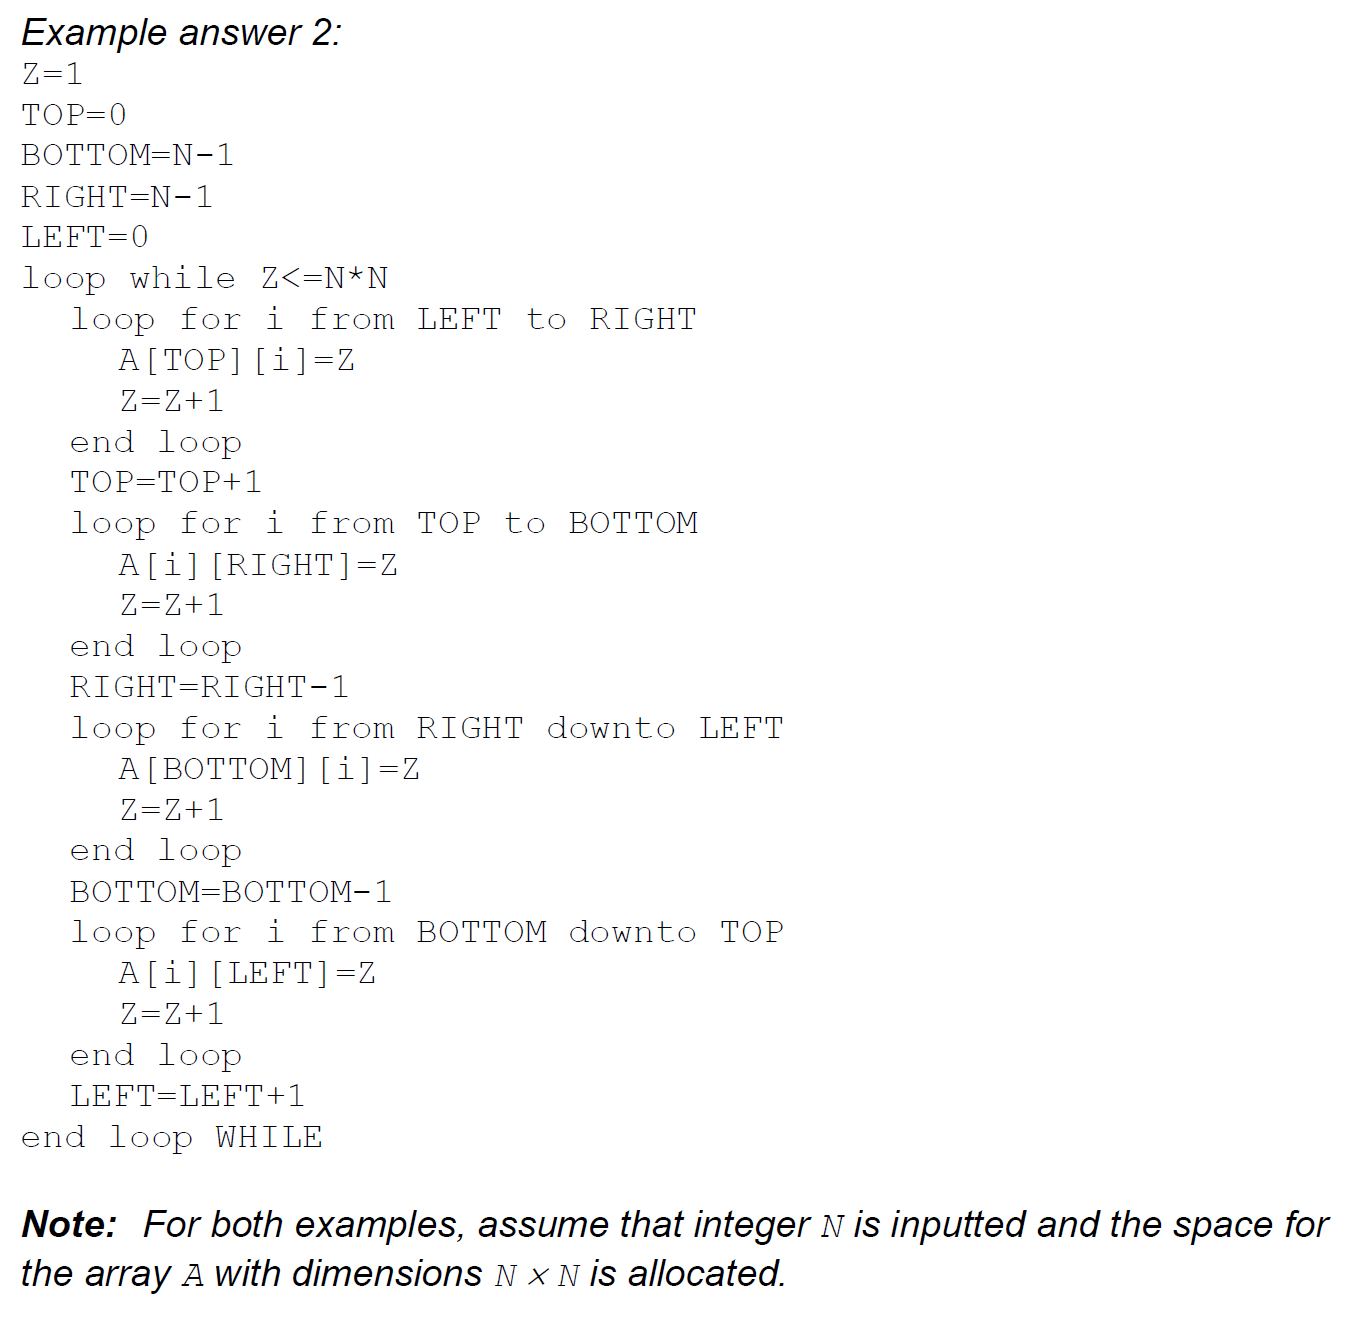 Example answer 2:
Z=1
TOP=0
BOTTOM=N-1
RIGHT=N-1
LEFT=0
loop while Z<=N*N
loop for i from LEFT to RIGHT
A[TOP][i]=Z
Z=Z+1
end loop
TOP=TOP+1
loop for i from TOP to BOTTOM
A[i][RIGHT]=Z
Z=Z+1
end loop
RIGHT=RIGHT-1
loop for i from RIGHT downto LEFT
A[BOTTOM][i]=Z
Z=Z+1
end loop
BOTTOM=BOTTOM-1
loop for i from BOTTOM downto TOP
A[i][LEFT]=Z
Z=Z+1
end loop
LEFT=LEFT+1
end loop WHILE
Note: For both examples, assume that integer N is inputted and the space for
the array A with dimensions N × N is allocated.